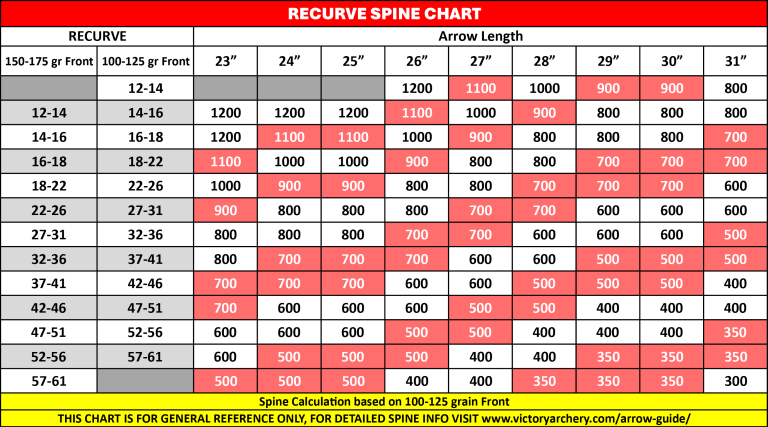 RECURVE SPINE CHART
RECURVE Arrow Length
150-175 gr Front 100-125 gr Front 23” 24” 25” 26” 27” 28” 29” 30” 31”
12-14 1200 1100 1000 900 900 800
12-14 14-16 1200 1200 1200 1100 1000 900 800 800 800
14-16 16-18 1200 1100 1100 1000 900 800 800 800 700
16-18 18-22 1100 1000 1000 900 800 800 700 700 700
18-22 22-26 1000 900 900 800 800 700 700 700 600
22-26 27-31 900 800 800 800 700 700 600 600 600
27-31 32-36 800 800 800 700 700 600 600 600 500
32-36 37-41 800 700 700 700 600 600 500 500 500
37-41 42-46 700 700 700 600 600 500 500 500 400
42-46 47-51 700 600 600 600 500 500 400 400 400
47-51 52-56 600 600 600 500 500 400 400 400 350
52-56 57-61 600 500 500 500 400 400 350 350 350
57-61 500 500 500 400 400 350 350 350 300
Spine Calculation based on 100-125 grain Front
THIS CHART IS FOR GENERAL REFERENCE ONLY, FOR DETAILED SPINE INFO VISIT www.victoryarchery.com/arrow-guide/